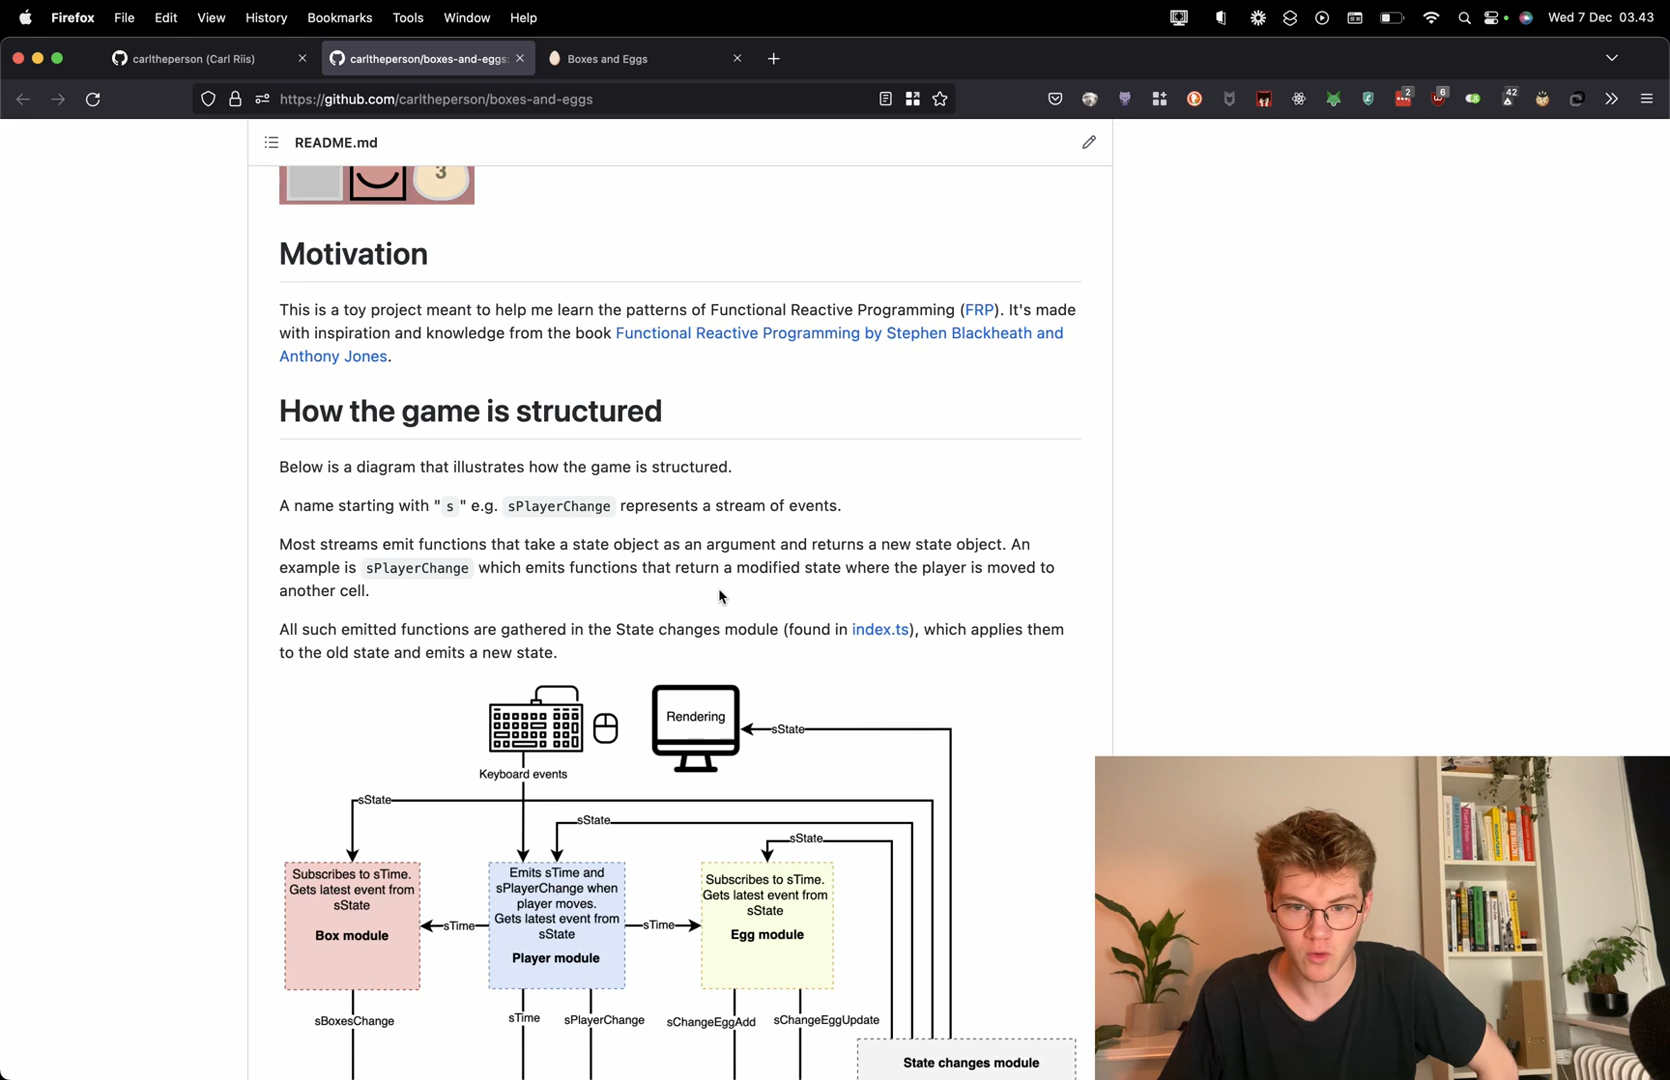 Firefox File Edit View History Bookmarks Tools Window Help Wed 7 Dec 03.43
carltheperson (Carl Riis) carltheperson/boxes-and-eggs: Boxes and Eggs
https://github.com/carltheperson/boxes-and-eggs 2 6 42
README.md
3
Motivation
This is a toy project meant to help me learn the patterns of Functional Reactive Programming (FRP). It's made
with inspiration and knowledge from the book Functional Reactive Programming by Stephen Blackheath and
Anthony Jones.
How the game is structured
Below is a diagram that illustrates how the game is structured.
A name starting with "s" e.g. sPlayerChange represents a stream of events.
Most streams emit functions that take a state object as an argument and returns a new state object. An
example is sPlayerChange which emits functions that return a modified state where the player is moved to
another cell.
All such emitted functions are gathered in the State changes module (found in index.ts), which applies them
to the old state and emits a new state.
Rendering
sState
Keyboard events
sState
sState
sState
Subscribes to sTime.
Gets latest event from
sState
Box module
sTime
Emits sTime and
sPlayerChange when
player moves.
Gets latest event from
sState
Player module
sTime
Subscribes to sTime.
Gets latest event from
sState
Egg module
sBoxesChange
sTime
sPlayerChange
sChangeEggAdd
sChangeEggUpdate
State changes module